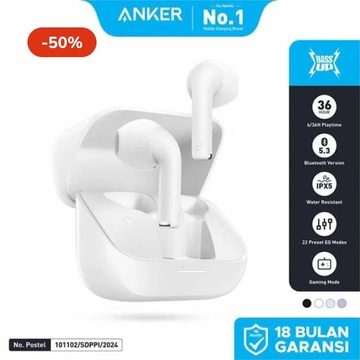 ANKER
The World's
No.1
Mobile Charging Brand
-50%
BASS
UP
36
HOUR
6/36H Playtime
5.3
Bluetooth Version
IPX5
Water Resistant
22 Preset EQ Modes
Gaming Mode
No. Postel
101102/SDPPI/2024
18 BULAN
GARANSI